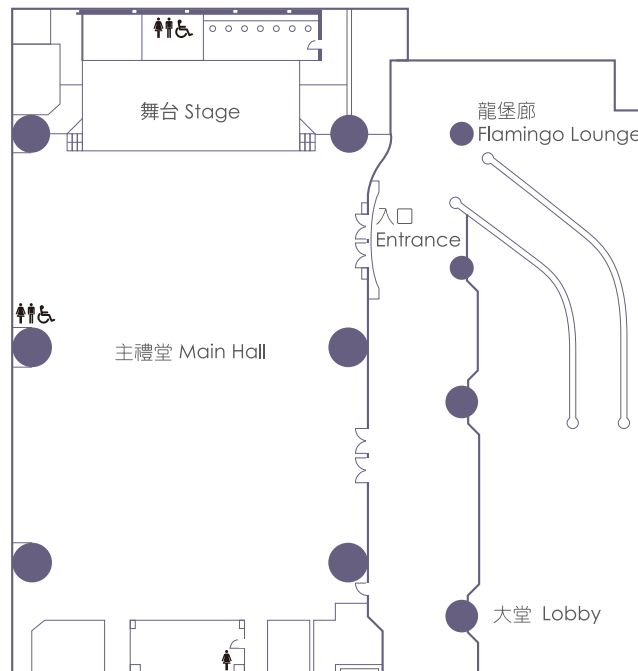 舞台 Stage
龍堡廊
Flamingo Lounge
入口
Entrance
主禮堂 Main Hall
大堂 Lobby